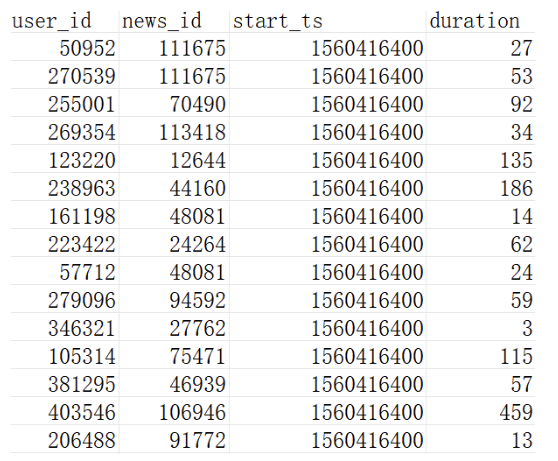 user_id news_id start_ts duration
50952 111675 1560416400 27
270539 111675 1560416400 53
255001 70490 1560416400 92
269354 113418 1560416400 34
123220 12644 1560416400 135
238963 44160 1560416400 186
161198 48081 1560416400 14
223422 24264 1560416400 62
57712 48081 1560416400 24
279096 94592 1560416400 59
346321 27762 1560416400 3
105314 75471 1560416400 115
381295 46939 1560416400 57
403546 106946 1560416400 459
206488 91772 1560416400 13